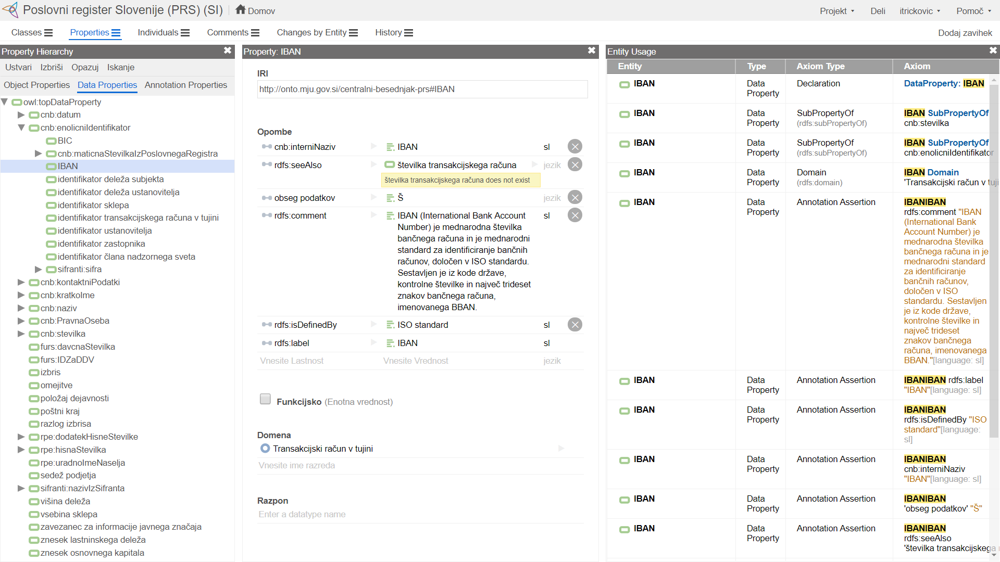 Poslovni register Slovenije (PRS) (SI) Domov Projekt Deli itrickovic Pomoč
Classes Properties Individuals Comments Changes by Entity History Dodaj zavihek
Property Hierarchy
Ustvari Izbriši Opazuj Iskanje
Object Properties Data Properties Annotation Properties
owl:topDataProperty
cnb:datum
cnb:enolicniIdentifikator
BIC
cnb:maticnaStevilkaIzPoslovnegaRegistra
IBAN
identifikator deleža subjekta
identifikator deleža ustanovitelja
identifikator sklepa
identifikator transakcijskega računa v tujini
identifikator ustanovitelja
identifikator zastopnika
identifikator člana nadzornega sveta
sifranti:sifra
cnb:kontaktniPodatki
cnb:kratkoIme
cnb:naziv
cnb:PravnaOseba
cnb:stevilka
furs:davcnaStevilka
furs:IDZaDDV
izbris
omejitve
položaj dejavnosti
poštni kraj
razlog izbrisa
rpe:dodatekHisneStevilke
rpe:hisnaStevilka
rpe:uradnoImeNaselja
sedež podjetja
sifranti:nazivIzSifranta
višina deleža
vsebina sklepa
zavezanec za informacije javnega značaja
znesek lastninskega deleža
znesek osnovnega kapitala
Property: IBAN
IRI
http://onto.mju.gov.si/centralni-besednjak-prs#IBAN
Opombe
cnb:interniNaziv IBAN sl
rdfs:seeAlso številka transakcijskega računa jezik
številka transakcijskega računa does not exist
obseg podatkov Š jezik
rdfs:comment IBAN (International Bank Account sl
Number) je mednarodna številka
bančnega računa in je mednarodni
standard za identificiranje bančnih
računov, določen v ISO standardu.
Sestavljen je iz kode države,
kontrolne številke in največ trideset
znakov bančnega računa,
imenovanega BBAN.
rdfs:isDefinedBy ISO standard sl
rdfs:label IBAN sl
Vnesite Lastnost Vnesite Vrednost jezik
Funkcijsko (Enotna vrednost)
Domena
Transakcijski račun v tujini
Vnesite ime razreda
Razpon
Enter a datatype name
Entity Usage
Entity Type Axiom Type Axiom
IBAN Data Declaration DataProperty: IBAN
Property
IBAN Data SubPropertyOf IBAN SubPropertyOf
Property (rdfs:subPropertyOf) cnb:stevilka
IBAN Data SubPropertyOf IBAN SubPropertyOf
Property (rdfs:subPropertyOf) cnb:enolicniIdentifikator
IBAN Data Domain IBAN Domain
Property (rdfs:domain) 'Transakcijski račun v tuji
IBAN Data Annotation Assertion IBANIBAN
Property rdfs:comment "IBAN
(International Bank
Account Number) je
mednarodna številka
bančnega računa in je
mednarodni standard
za identificiranje
bančnih računov,
določen v ISO
standardu. Sestavljen
je iz kode države,
kontrolne številke in
največ trideset
znakov bančnega
računa, imenovanega
BBAN."[language: sl]
IBAN Data Annotation Assertion IBANIBAN rdfs:label
Property "IBAN"[language: sl]
IBAN Data Annotation Assertion IBANIBAN
Property rdfs:isDefinedBy "ISO
standard"[language:
sl]
IBAN Data Annotation Assertion IBANIBAN
Property cnb:interniNaziv
"IBAN"[language: sl]
IBAN Data Annotation Assertion IBANIBAN
Property 'obseg podatkov' "Š"
IBAN Data Annotation Assertion IBANIBAN
Property rdfs:seeAlso
'številka transakcijskega